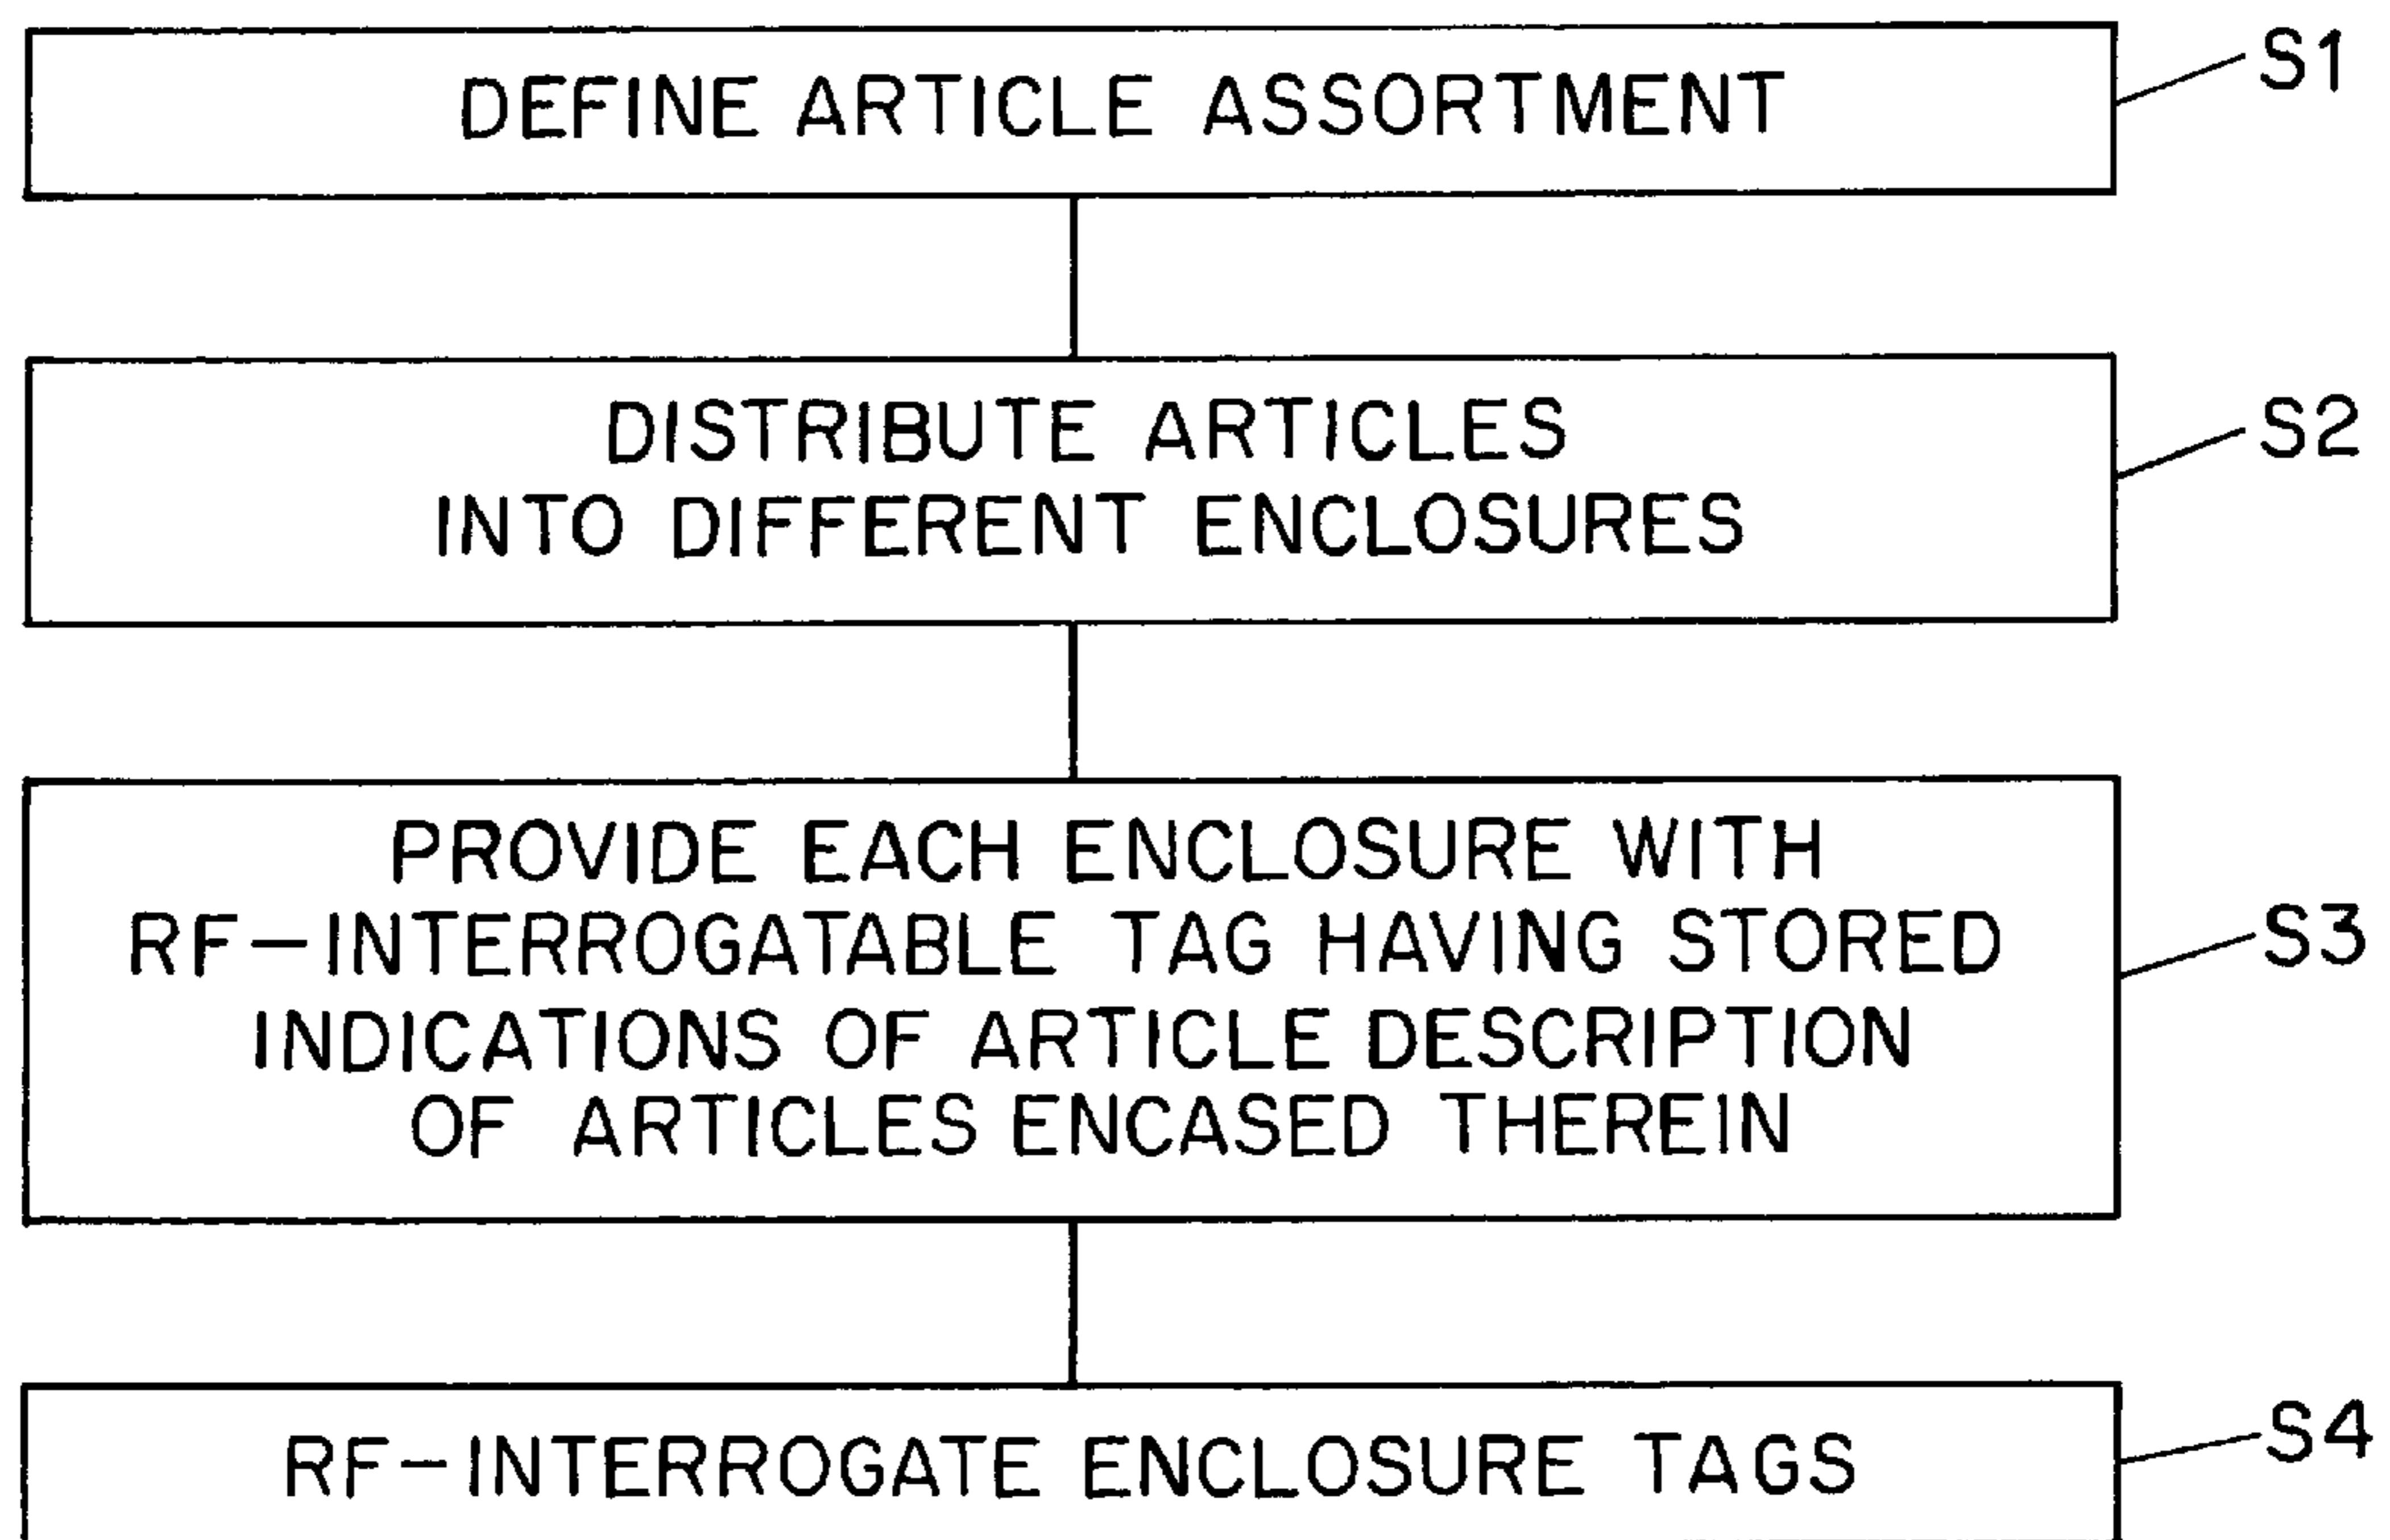 DEFINE ARTICLE ASSORTMENT
S1
DISTRIBUTE ARTICLES
INTO DIFFERENT ENCLOSURES
S2
PROVIDE EACH ENCLOSURE WITH
RF-INTERROGATABLE TAG HAVING STORED
INDICATIONS OF ARTICLE DESCRIPTION
OF ARTICLES ENCASED THEREIN
S3
RF-INTERROGATE ENCLOSURE TAGS
S4